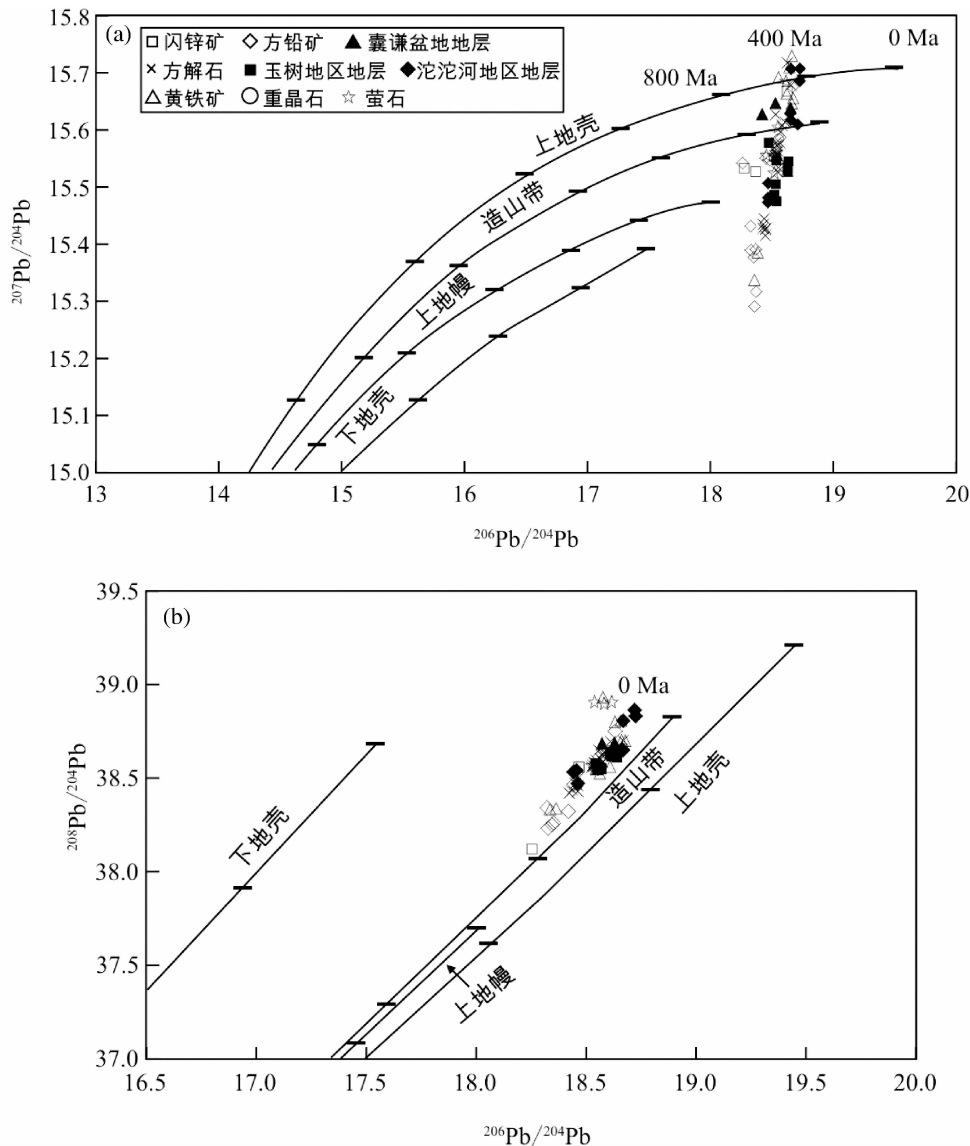 (a)
□闪锌矿 ◇方铅矿 ▲囊谦盆地地层
×方解石 ■玉树地区地层 ◆沱沱河地区地层
△黄铁矿 ○重晶石 ☆萤石
800 Ma
400 Ma
0 Ma
上地壳
造山带
上地幔
下地壳
15.8
15.7
15.6
15.5
15.4
15.3
15.2
15.1
15.0
²⁰⁷Pb/²⁰⁴Pb
13 14 15 16 17 18 19 20
²⁰⁶Pb/²⁰⁴Pb
(b)
0 Ma
下地壳
造山带
上地壳
上地幔
39.5
39.0
38.5
38.0
37.5
37.0
²⁰⁸Pb/²⁰⁴Pb
16.5 17.0 17.5 18.0 18.5 19.0 19.5 20.0
²⁰⁶Pb/²⁰⁴Pb